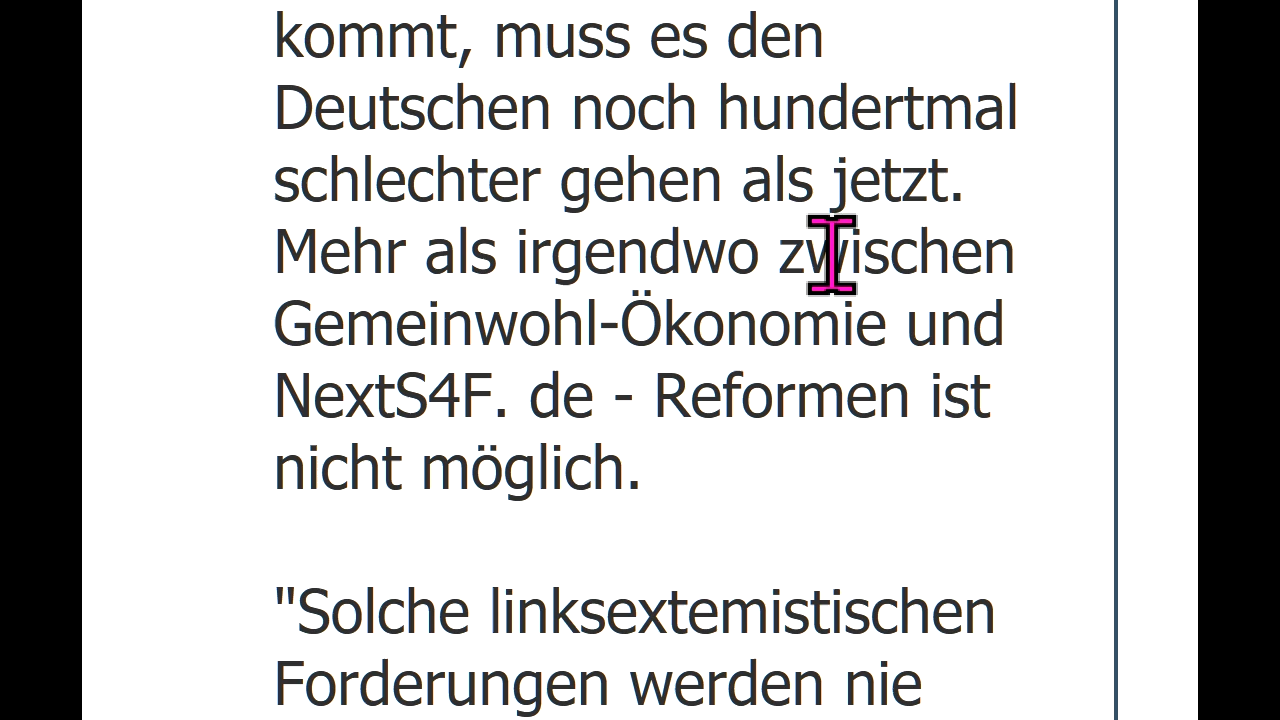 kommt, muss es den
Deutschen noch hundertmal
schlechter gehen als jetzt.
Mehr als irgendwo zwischen
Gemeinwohl-Ökonomie und
NextS4F. de - Reformen ist
nicht möglich.
"Solche linksextemistischen
Forderungen werden nie